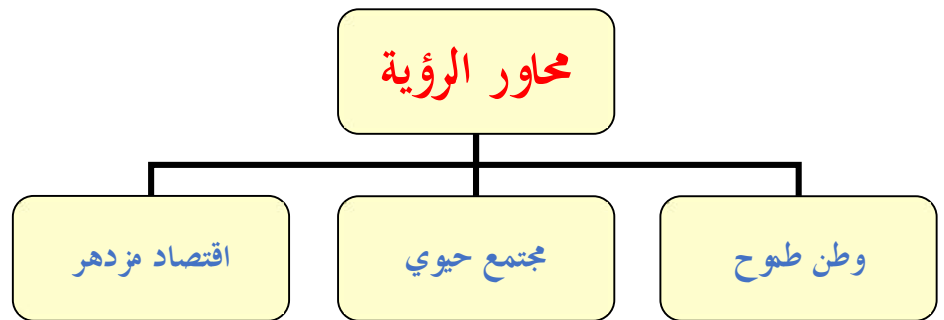 محاور الرؤية
وطن طموح
مجتمع حيوي
اقتصاد مزدهر